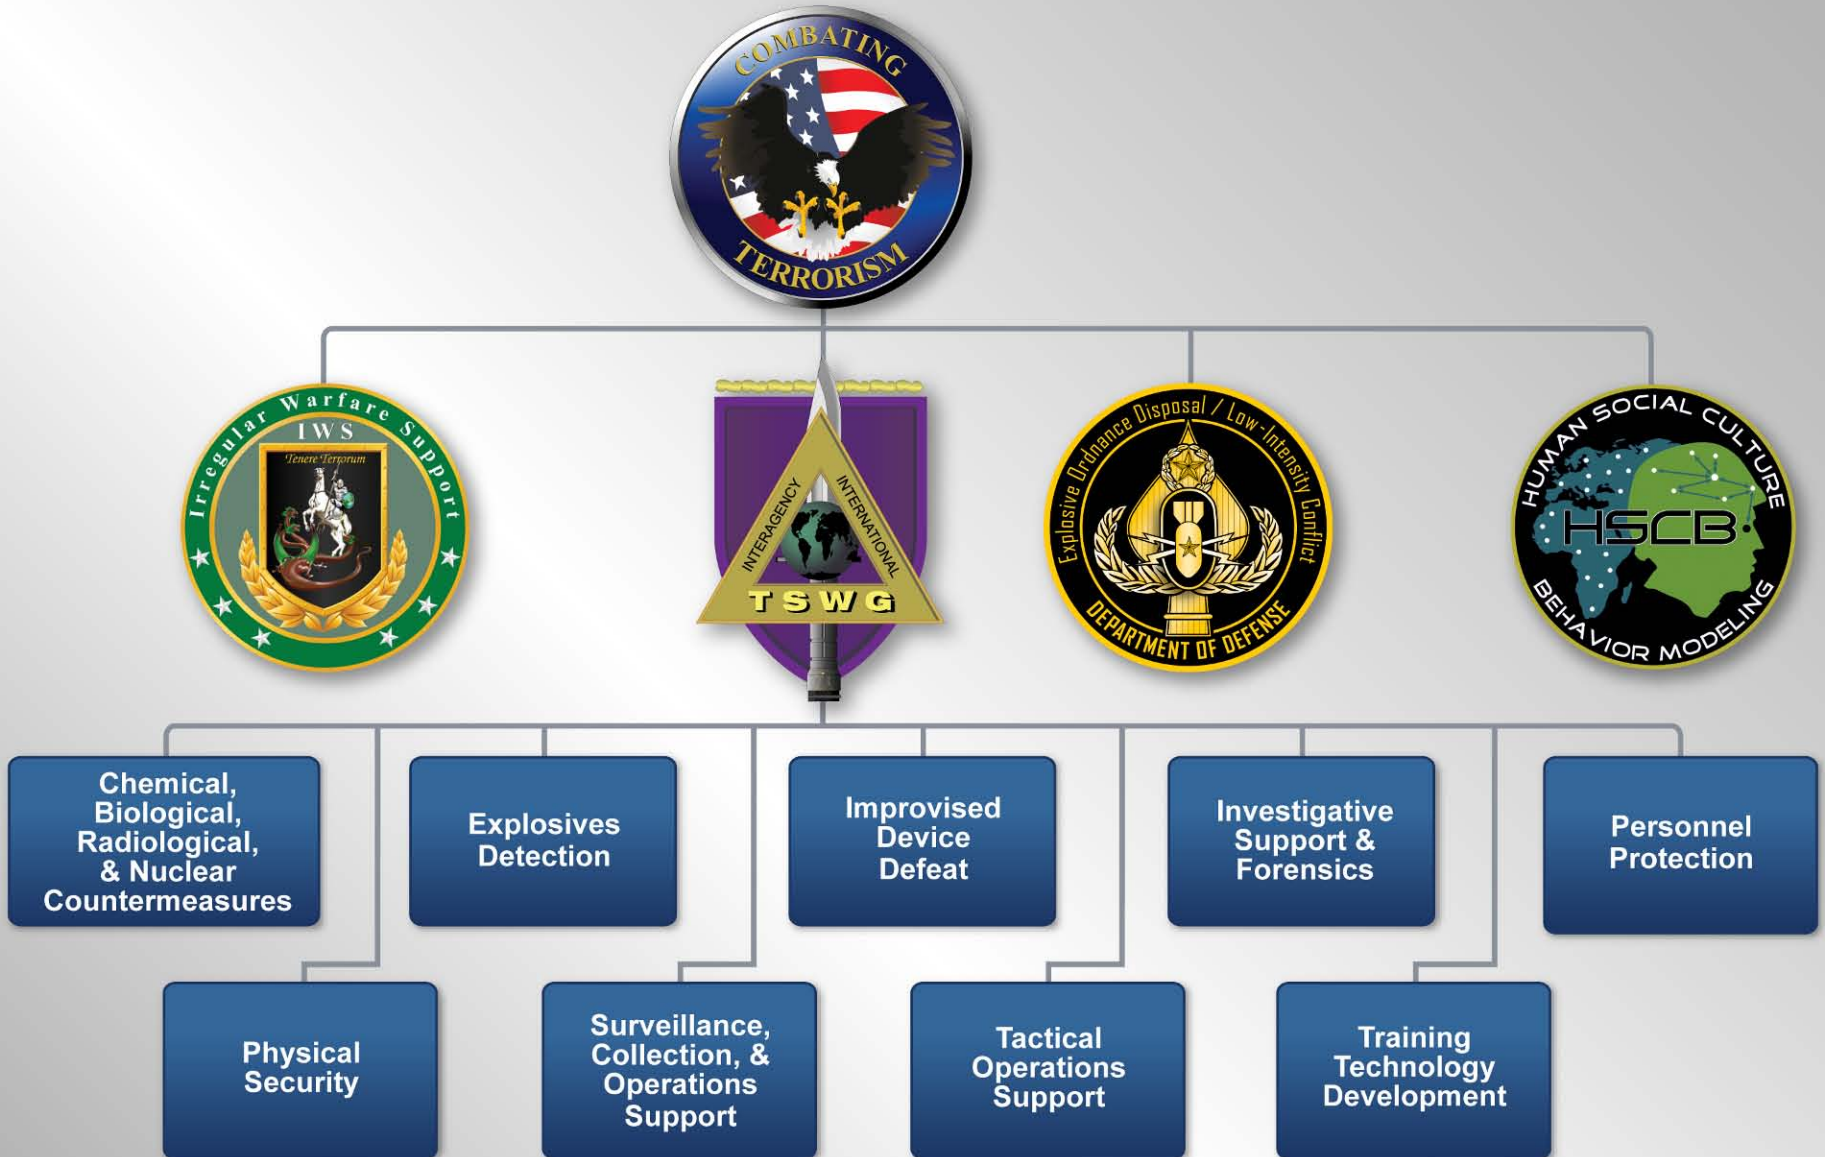 COMBATING
TERRORISM
Irregular Warfare Support
IWS
Tenere Terrorum
INTERAGENCY
INTERNATIONAL
TSWG
Explosive Ordnance Disposal / Low-Intensity Conflict
DEPARTMENT OF DEFENSE
HUMAN SOCIAL CULTURE
HSCB
BEHAVIOR MODELING
Chemical,
Biological,
Radiological,
& Nuclear
Countermeasures
Explosives
Detection
Improvised
Device
Defeat
Investigative
Support &
Forensics
Personnel
Protection
Physical
Security
Surveillance,
Collection, &
Operations
Support
Tactical
Operations
Support
Training
Technology
Development